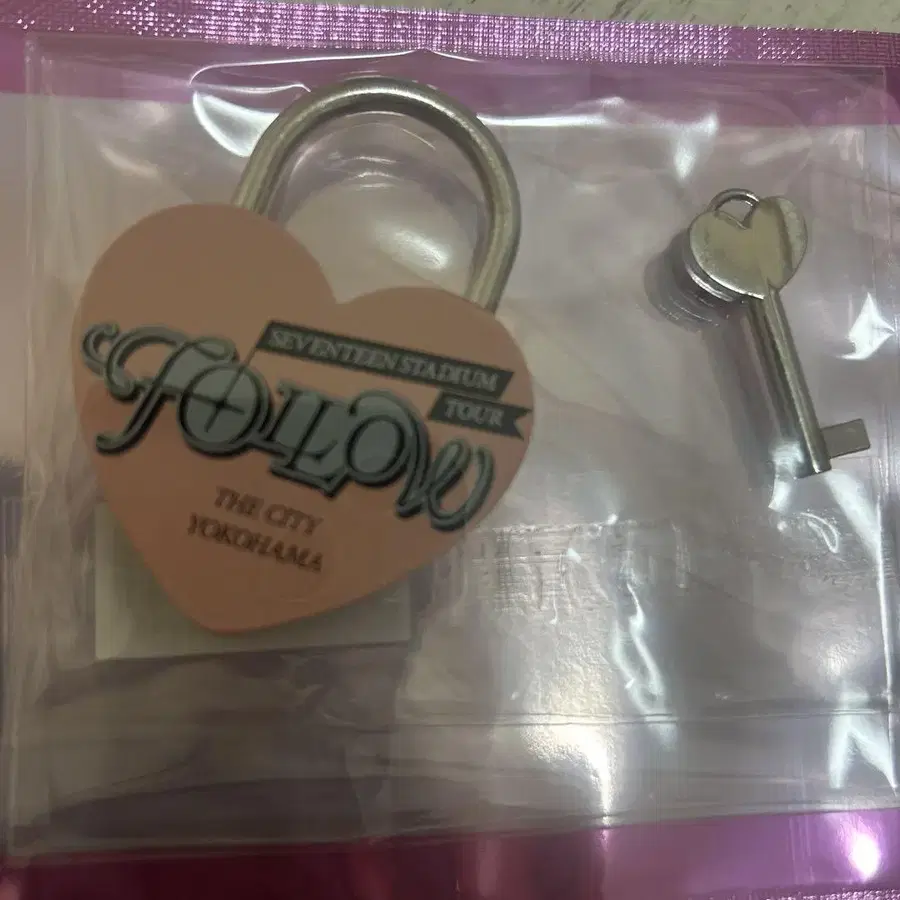 SEVENTEEN STADIUM
TOUR
FOLLOW
THE CITY
YOKOHAMA